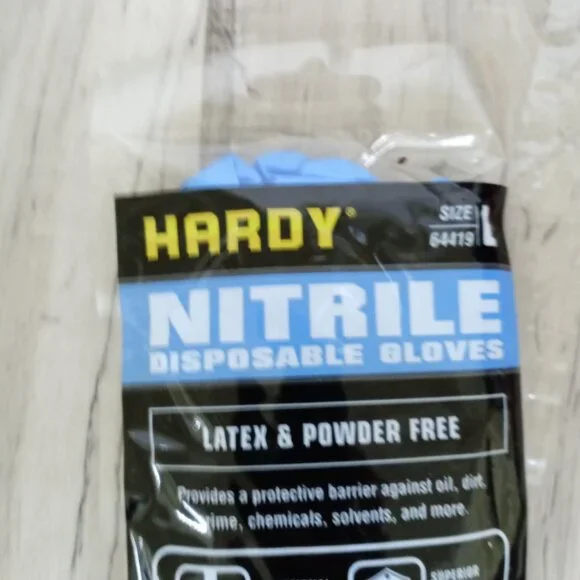 HARDY®
SIZE L
64419
NITRILE
DISPOSABLE GLOVES
LATEX & POWDER FREE
Provides a protective barrier against oil, dirt,
chemicals, solvents, and more.
SUPERIOR